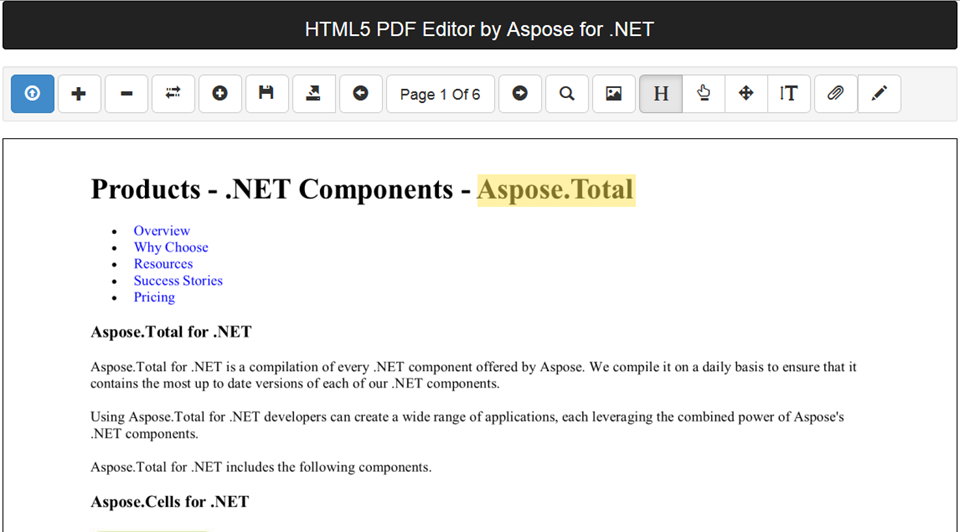 HTML5 PDF Editor by Aspose for .NET
Page 1 Of 6
H
T
Products - .NET Components - Aspose.Total
Overview
Why Choose
Resources
Success Stories
Pricing
Aspose.Total for .NET
Aspose.Total for .NET is a compilation of every .NET component offered by Aspose. We compile it on a daily basis to ensure that it
contains the most up to date versions of each of our .NET components.
Using Aspose.Total for .NET developers can create a wide range of applications, each leveraging the combined power of Aspose's
.NET components.
Aspose.Total for .NET includes the following components.
Aspose.Cells for .NET